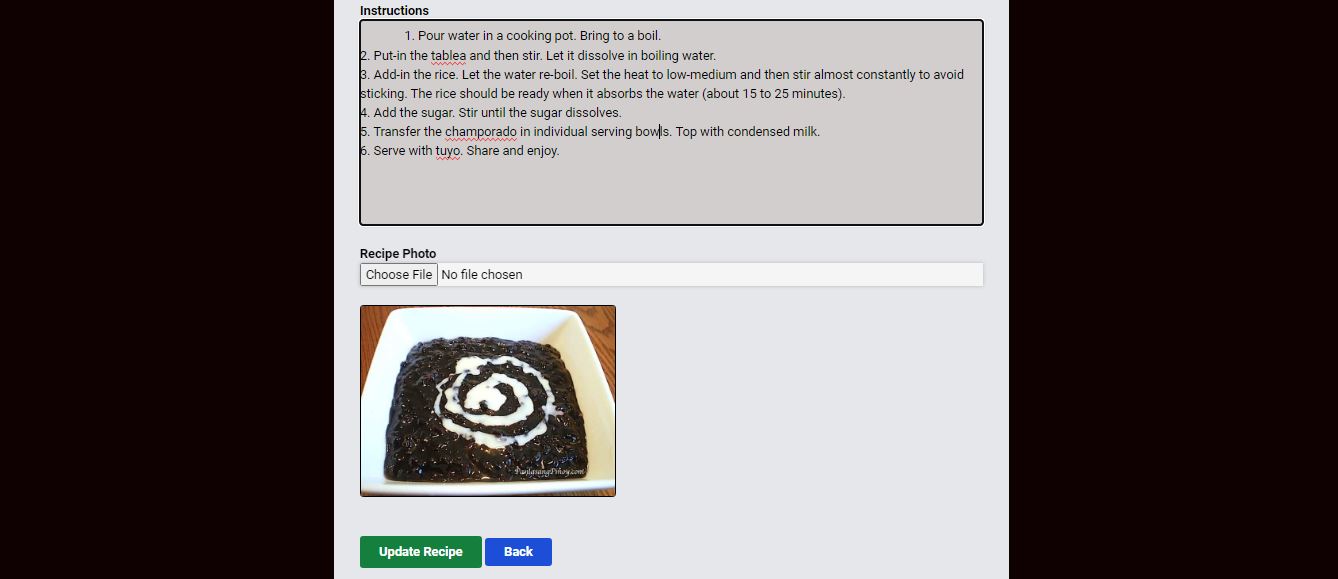 Instructions
1. Pour water in a cooking pot. Bring to a boil.
2. Put-in the tablea and then stir. Let it dissolve in boiling water.
3. Add-in the rice. Let the water re-boil. Set the heat to low-medium and then stir almost constantly to avoid
sticking. The rice should be ready when it absorbs the water (about 15 to 25 minutes).
4. Add the sugar. Stir until the sugar dissolves.
5. Transfer the champorado in individual serving bowls. Top with condensed milk.
6. Serve with tuyo. Share and enjoy.
Recipe Photo
Choose File No file chosen
PanlasangPinoy.com
Update Recipe Back